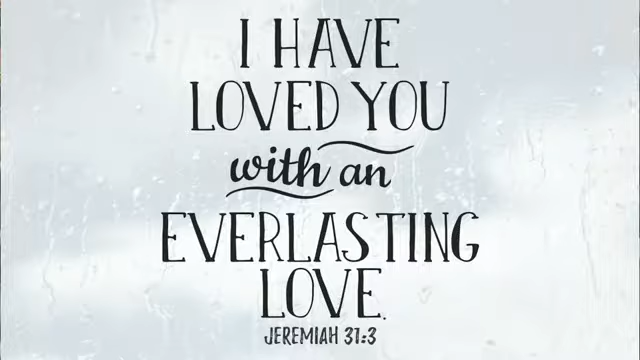 I HAVE
LOVED YOU
with an
EVERLASTING
LOVE.
JEREMIAH 31:3